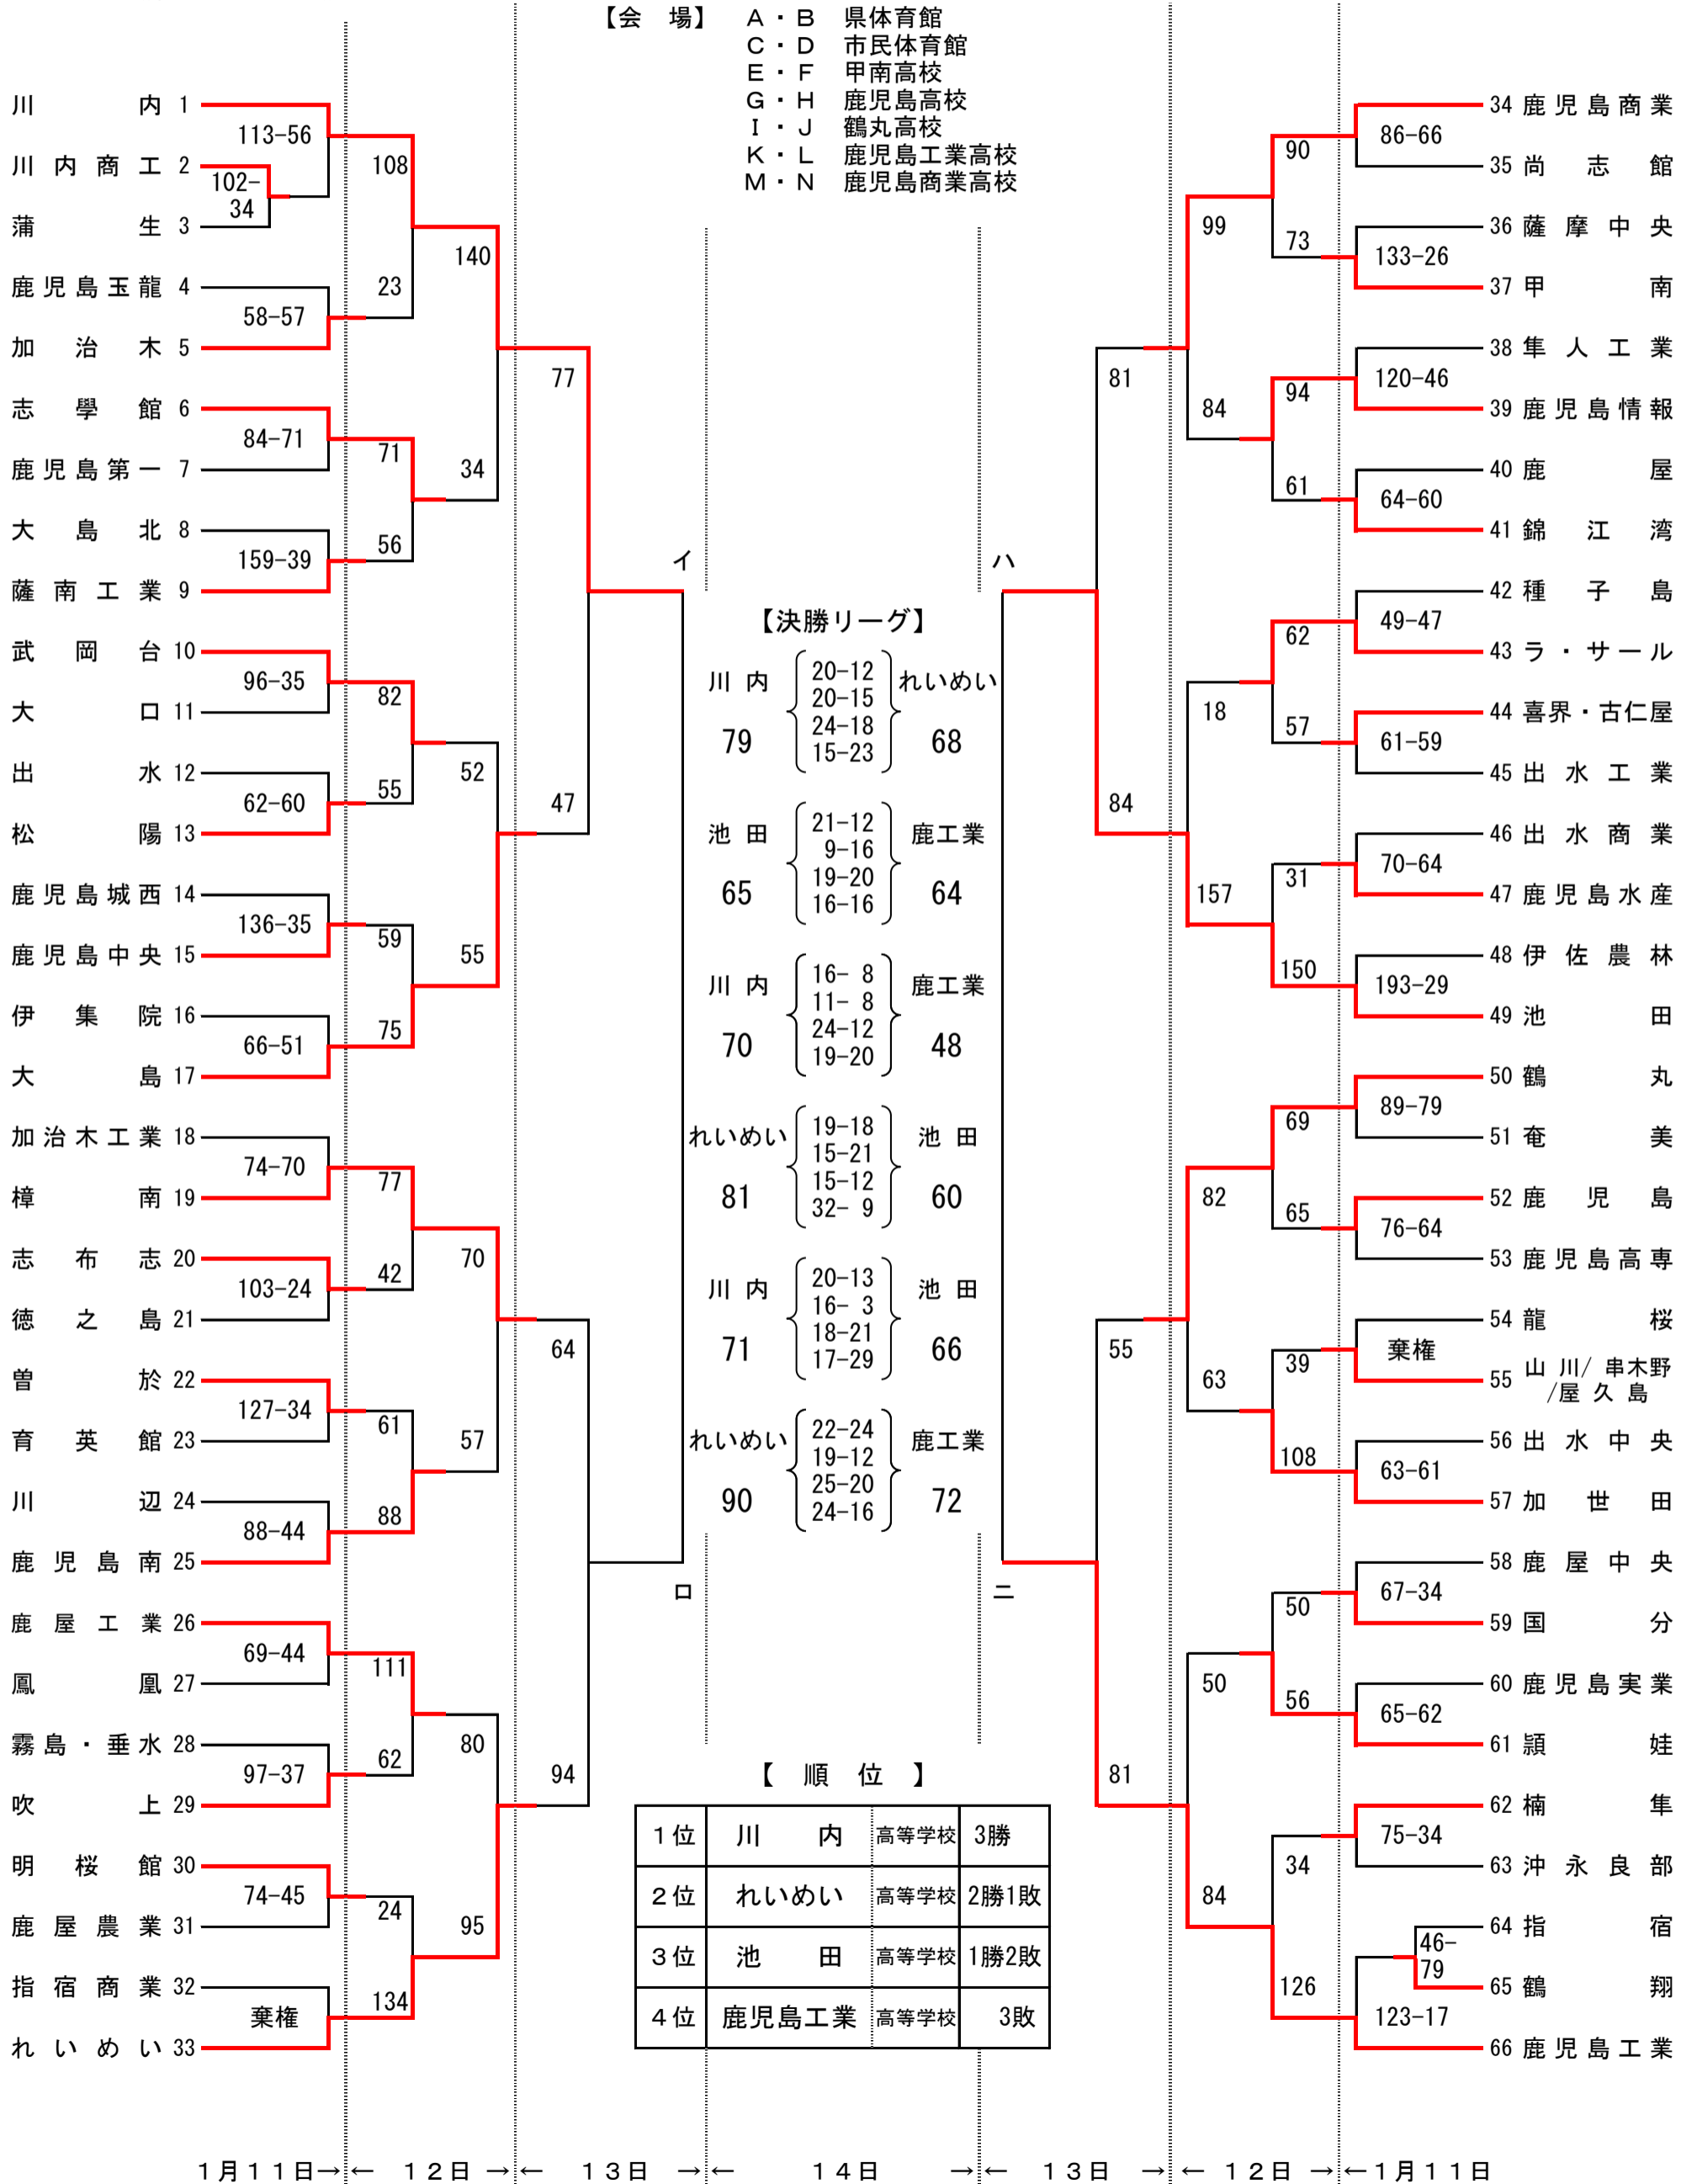 【会　場】　A・B　県体育館
C・D　市民体育館
E・F　甲南高校
G・H　鹿児島高校
I・J　鶴丸高校
K・L　鹿児島工業高校
M・N　鹿児島商業高校
川内 1
113-56
川内商工 2
102-
34
蒲生 3
108
鹿児島玉龍 4
58-57
加治木 5
23
140
志學館 6
84-71
鹿児島第一 7
71
大島北 8
159-39
薩南工業 9
56
34
77
武岡台 10
96-35
大口 11
82
出水 12
62-60
松陽 13
55
52
鹿児島城西 14
136-35
鹿児島中央 15
59
伊集院 16
66-51
大島 17
75
55
47
加治木工業 18
74-70
樟南 19
77
志布志 20
103-24
徳之島 21
42
70
曽於 22
127-34
育英館 23
61
川辺 24
88-44
鹿児島南 25
88
57
64
鹿屋工業 26
69-44
鳳凰 27
111
霧島・垂水 28
97-37
吹上 29
62
80
明桜館 30
74-45
鹿屋農業 31
24
指宿商業 32
棄権
れいめい 33
134
95
94
イ
ロ
ハ
ニ
【決勝リーグ】
川内 79
20-12
20-15
24-18
15-23
れいめい 68
池田 65
21-12
9-16
19-20
16-16
鹿工業 64
川内 70
16- 8
11- 8
24-12
19-20
鹿工業 48
れいめい 81
19-18
15-21
15-12
32- 9
池田 60
川内 71
20-13
16- 3
18-21
17-29
池田 66
れいめい 90
22-24
19-12
25-20
24-16
鹿工業 72
【　順　位　】
1位 川内 高等学校 3勝
2位 れいめい 高等学校 2勝1敗
3位 池田 高等学校 1勝2敗
4位 鹿児島工業 高等学校 3敗
34 鹿児島商業
86-66
35 尚志館
90
36 薩摩中央
133-26
37 甲南
73
99
38 隼人工業
120-46
39 鹿児島情報
94
40 鹿屋
64-60
41 錦江湾
61
84
81
42 種子島
49-47
43 ラ・サール
62
44 喜界・古仁屋
61-59
45 出水工業
57
18
46 出水商業
70-64
47 鹿児島水産
31
48 伊佐農林
193-29
49 池田
150
157
84
50 鶴丸
89-79
51 奄美
69
52 鹿児島
76-64
53 鹿児島高専
65
82
54 龍桜
棄権
55 山川/ 串木野
/屋久島
39
56 出水中央
63-61
57 加世田
108
63
55
58 鹿屋中央
67-34
59 国分
50
60 鹿児島実業
65-62
61 頴娃
56
50
62 楠隼
75-34
63 沖永良部
34
64 指宿
46-
79
65 鶴翔
123-17
66 鹿児島工業
126
84
81
1月11日→←　12日　→←　13日　→←　14日　→←　13日　→←　12日　→←1月11日